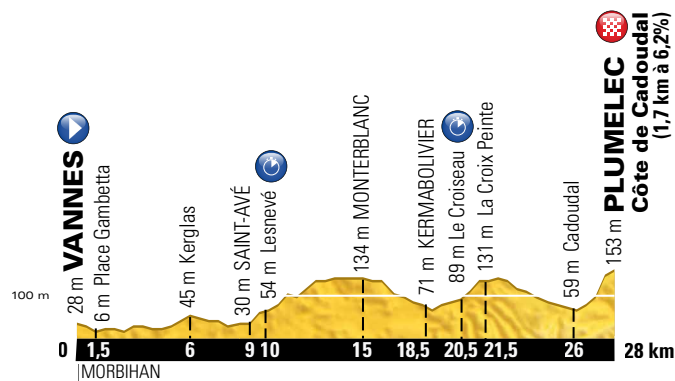 28 m VANNES
6 m Place Gambetta
45 m Kerglas
30 m SAINT-AVÉ
54 m Lesnevé
134 m MONTERBLANC
71 m KERMABOLIVIER
89 m Le Croiseau
131 m La Croix Peinte
59 m Cadoudal
153 m PLUMELEC
Côte de Cadoudal
(1,7 km à 6,2%)
100 m
0 1,5 6 9 10 15 18,5 20,5 21,5 26 28 km
MORBIHAN